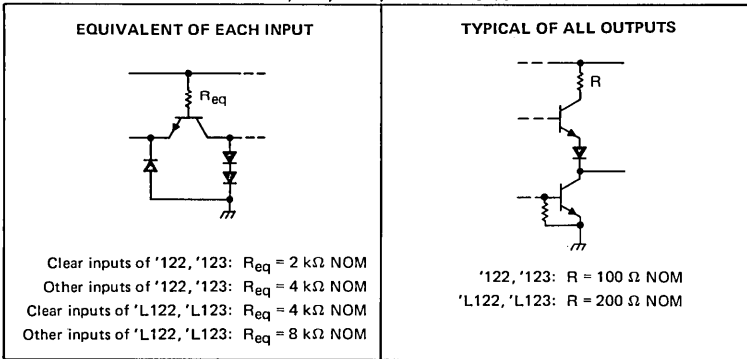 EQUIVALENT OF EACH INPUT
Req
Clear inputs of '122, '123: Req = 2 kΩ NOM
Other inputs of '122, '123: Req = 4 kΩ NOM
Clear inputs of 'L122, 'L123: Req = 4 kΩ NOM
Other inputs of 'L122, 'L123: Req = 8 kΩ NOM
TYPICAL OF ALL OUTPUTS
R
'122, '123: R = 100 Ω NOM
'L122, 'L123: R = 200 Ω NOM